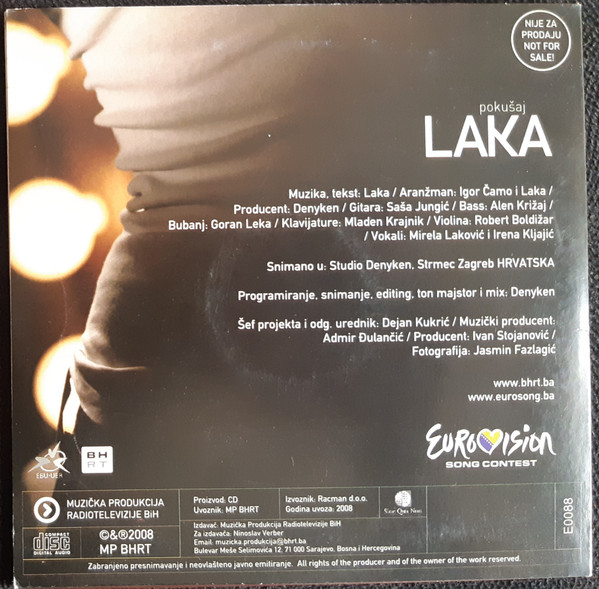 NIJE ZA
PRODAJU
NOT FOR
SALE!
pokušaj
LAKA
Muzika, tekst: Laka / Aranžman: Igor Čamo i Laka /
Producent: Denyken / Gitara: Saša Jungić / Bass: Alen Križaj /
Bubanj: Goran Leka / Klavijature: Mladen Krajnik / Violina: Robert Boldižar
/ Vokali: Mirela Laković i Irena Kljajić
Snimano u: Studio Denyken, Strmec Zagreb HRVATSKA
Programiranje, snimanje, editing, ton majstor i mix: Denyken
Šef projekta i odg. urednik: Dejan Kukrić / Muzički producent:
Admir Đulančić / Producent: Ivan Stojanović /
Fotografija: Jasmin Fazlagić
www.bhrt.ba
www.eurosong.ba
EUROVISION
SONG CONTEST
EBU·UER
BH
RT
MUZIČKA PRODUKCIJA
RADIOTELEVIZIJE BiH
Proizvod: CD
Uvoznik: MP BHRT
Izvoznik: Racman d.o.o.
Godina uvoza: 2008
COMPACT
disc
DIGITAL AUDIO
©&®2008
MP BHRT
Izdavač: Muzička Produkcija Radiotelevizije BiH
Za izdavača: Ninoslav Verber
Email: muzicka.produkcija@bhrt.ba
Bulevar Meše Selimovića 12, 71 000 Sarajevo, Bosna i Hercegovina
E0088
Zabranjeno presnimavanje i neovlašteno javno emitiranje. All rights of the producer and of the owner of the work reserved.